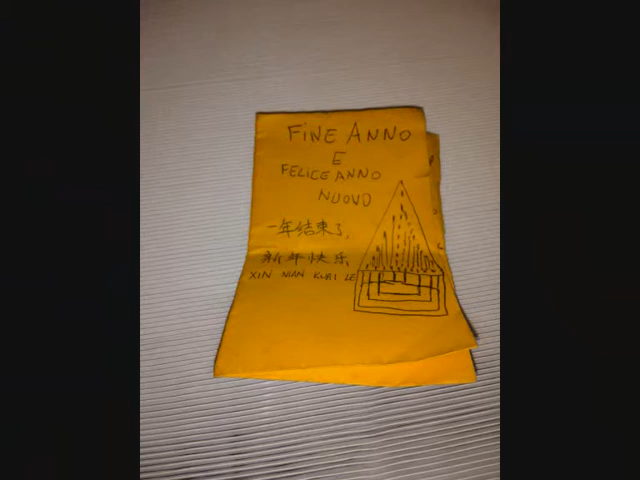 FINE ANNO
E
FELICE ANNO
NUOVO
一年结束了,
新年快乐
XIN NIAN KUAI LE